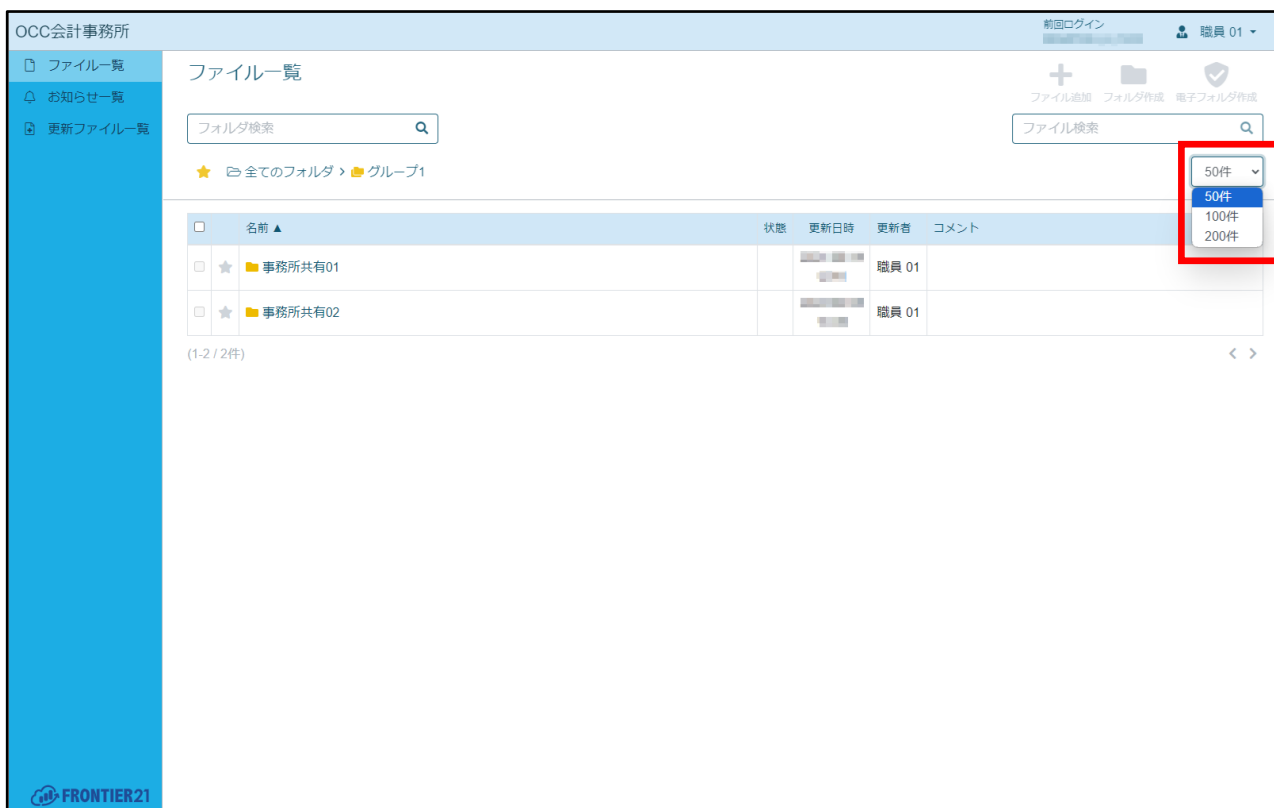 OCC会計事務所
前回ログイン
職員 01
ファイル一覧
お知らせ一覧
更新ファイル一覧
ファイル一覧
ファイル追加 フォルダ作成 電子フォルダ作成
フォルダ検索
ファイル検索
全てのフォルダ > グループ1
50件
50件
100件
200件
名前 ▲ 状態 更新日時 更新者 コメント
事務所共有01 職員 01
事務所共有02 職員 01
(1-2 / 2件)
< >
FRONTIER21